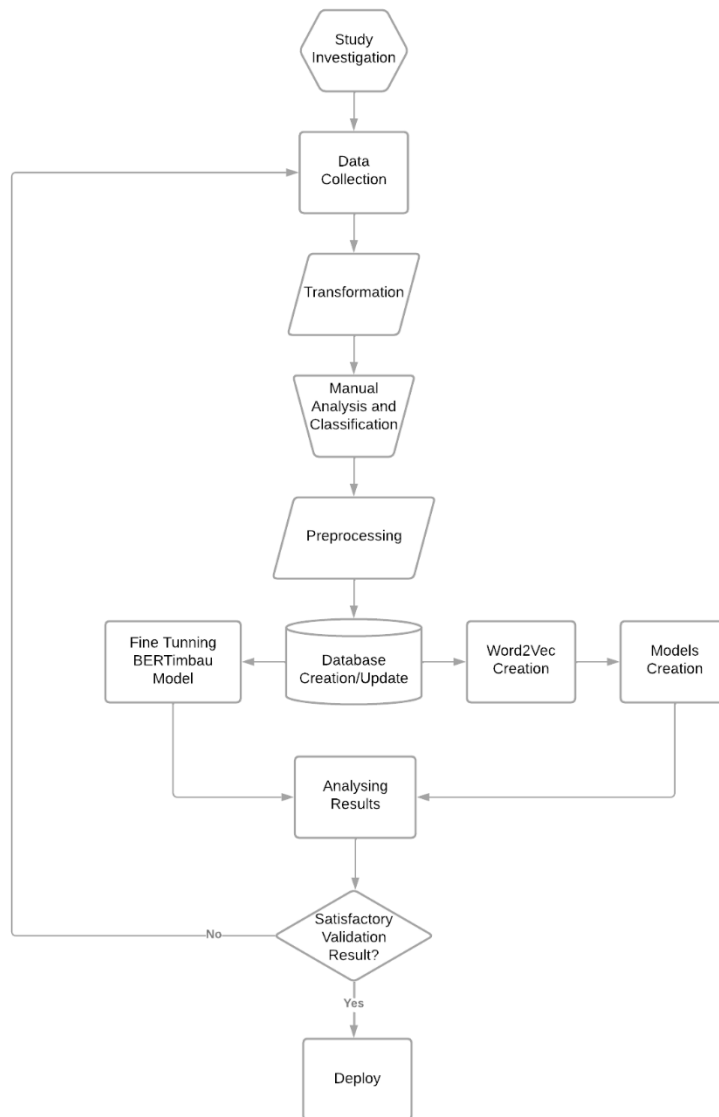 Study
Investigation
Data
Collection
Transformation
Manual
Analysis and
Classification
Preprocessing
Fine Tunning
BERTimbau
Model
Database
Creation/Update
Word2Vec
Creation
Models
Creation
Analysing
Results
Satisfactory
Validation
Result?
No
Yes
Deploy